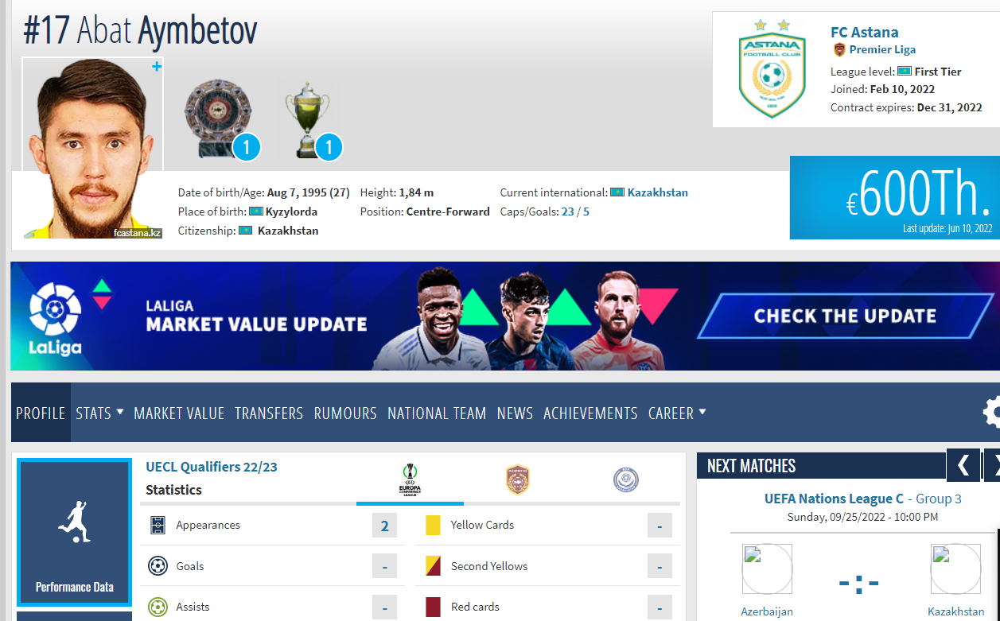 #17 Abat Aymbetov
+
fcastana.kz
1
1
Date of birth/Age: Aug 7, 1995 (27)
Place of birth: Kyzylorda
Citizenship: Kazakhstan
Height: 1,84 m
Position: Centre-Forward
Current international: Kazakhstan
Caps/Goals: 23 / 5
ASTANA
FOOTBALL CLUB
FC Astana
Premier Liga
League level: First Tier
Joined: Feb 10, 2022
Contract expires: Dec 31, 2022
€600Th.
Last update: Jun 10, 2022
LaLiga
LALIGA
MARKET VALUE UPDATE
CHECK THE UPDATE
PROFILE STATS MARKET VALUE TRANSFERS RUMOURS NATIONAL TEAM NEWS ACHIEVEMENTS CAREER
Performance Data
UECL Qualifiers 22/23
Statistics
EUROPA
CONFERENCE
LEAGUE
Appearances 2
Yellow Cards -
Goals -
Second Yellows -
Assists -
Red cards -
NEXT MATCHES
UEFA Nations League C - Group 3
Sunday, 09/25/2022 - 10:00 PM
-:-
Azerbaijan
Kazakhstan